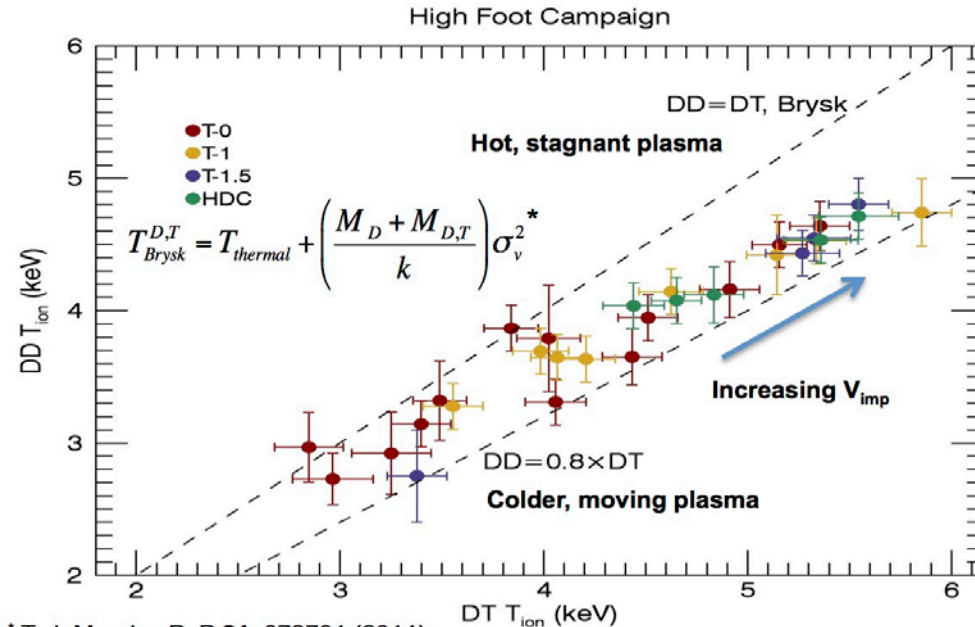 High Foot Campaign
6
5
4
3
2
DD T_ion (keV)
T-0
T-1
T-1.5
HDC
DD=DT, Brysk
Hot, stagnant plasma
T_Brysk^{D,T} = T_thermal + ((M_D + M_{D,T}) / k) σ_v^2 *
Increasing V_imp
DD=0.8×DT
Colder, moving plasma
2
3
4
5
6
DT T_ion (keV)